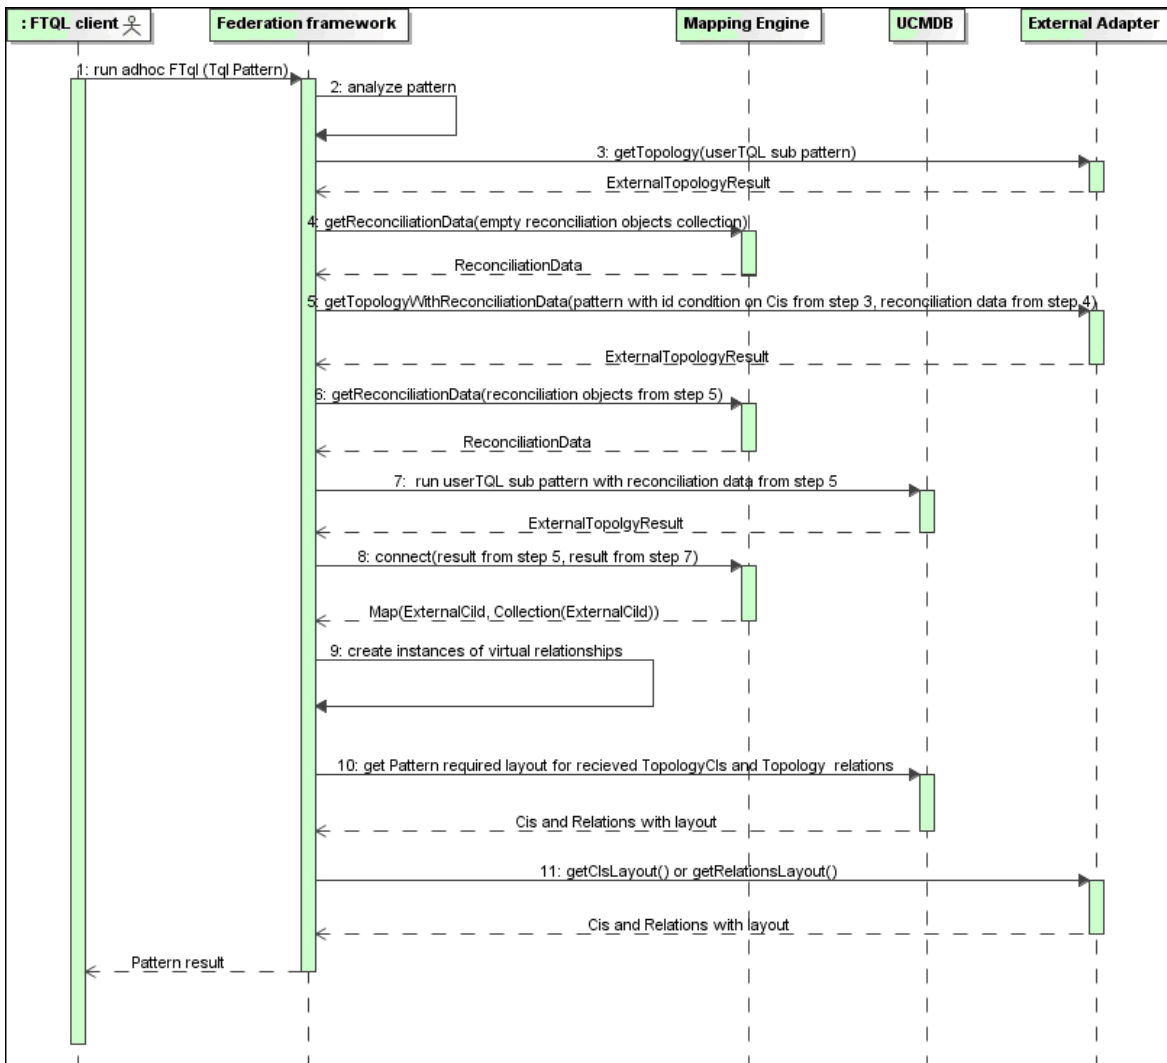 : FTQL client
Federation framework
Mapping Engine
UCMDB
External Adapter
1: run adhoc FTql (Tql Pattern)
2: analyze pattern
3: getTopology(userTQL sub pattern)
ExternalTopologyResult
4: getReconciliationData(empty reconciliation objects collection)
ReconciliationData
5: getTopologyWithReconciliationData(pattern with id condition on Cis from step 3, reconciliation data from step 4)
ExternalTopologyResult
6: getReconciliationData(reconciliation objects from step 5)
ReconciliationData
7: run userTQL sub pattern with reconciliation data from step 5
ExternalTopolgyResult
8: connect(result from step 5, result from step 7)
Map(ExternalCiId, Collection(ExternalCiId))
9: create instances of virtual relationships
10: get Pattern required layout for recieved TopologyCIs and Topology relations
Cis and Relations with layout
11: getCIsLayout() or getRelationsLayout()
Cis and Relations with layout
Pattern result